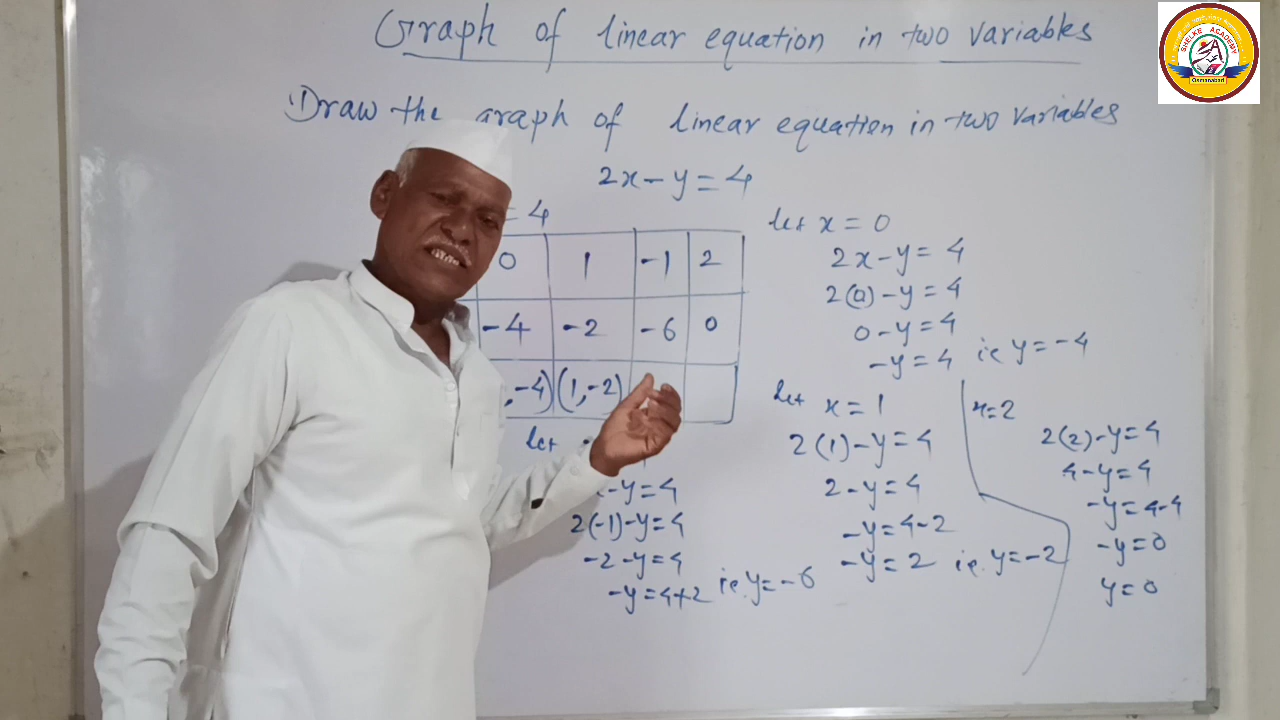 Graph of linear equation in two variables
SHELKE ACADEMY
Osmanabad
Draw the graph of linear equation in two variables
2x - y = 4
= 4
0 1 -1 2
-4 -2 -6 0
, -4) (1, -2)
let
-y = 4
2(-1) - y = 4
-2 - y = 4
-y = 4+2 i.e. y = -6
let x = 0
2x - y = 4
2(0) - y = 4
0 - y = 4
-y = 4 ie y = -4
let x = 1
2(1) - y = 4
2 - y = 4
-y = 4-2
-y = 2 i.e. y = -2
x = 2
2(2) - y = 4
4 - y = 4
-y = 4-4
-y = 0
y = 0